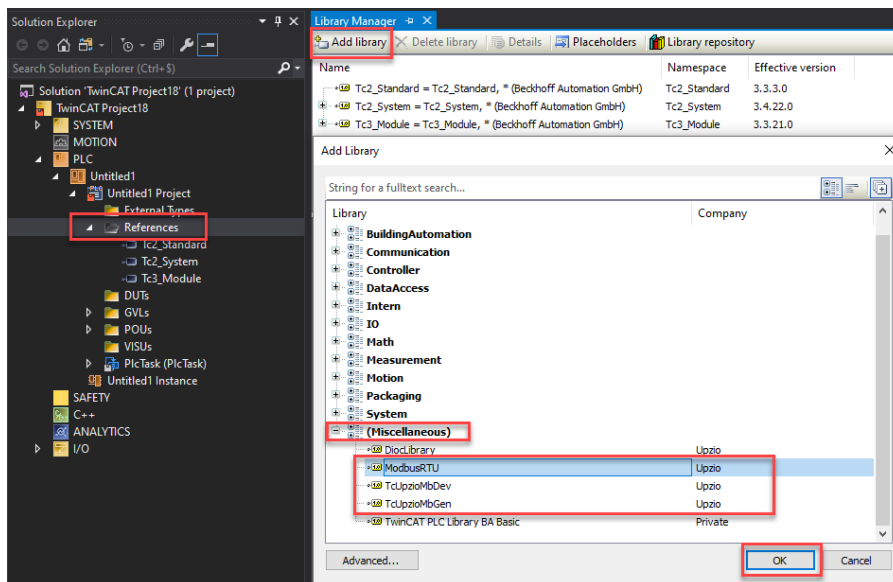 Solution Explorer
Search Solution Explorer (Ctrl+$)
Solution 'TwinCAT Project18' (1 project)
TwinCAT Project18
SYSTEM
MOTION
PLC
Untitled1
Untitled1 Project
External Types
References
Tc2_Standard
Tc2_System
Tc3_Module
DUTs
GVLs
POUs
VISUs
PlcTask (PlcTask)
Untitled1 Instance
SAFETY
C++
ANALYTICS
I/O
Library Manager
Add library Delete library Details Placeholders Library repository
Name Namespace Effective version
Tc2_Standard = Tc2_Standard, * (Beckhoff Automation GmbH) Tc2_Standard 3.3.3.0
Tc2_System = Tc2_System, * (Beckhoff Automation GmbH) Tc2_System 3.4.22.0
Tc3_Module = Tc3_Module, * (Beckhoff Automation GmbH) Tc3_Module 3.3.21.0
Add Library
String for a fulltext search...
Library Company
BuildingAutomation
Communication
Controller
DataAccess
Intern
IO
Math
Measurement
Motion
Packaging
System
(Miscellaneous)
DiocLibrary Upzio
ModbusRTU Upzio
TcUpzioMbDev Upzio
TcUpzioMbGen Upzio
TwinCAT PLC Library BA Basic Private
Advanced... OK Cancel